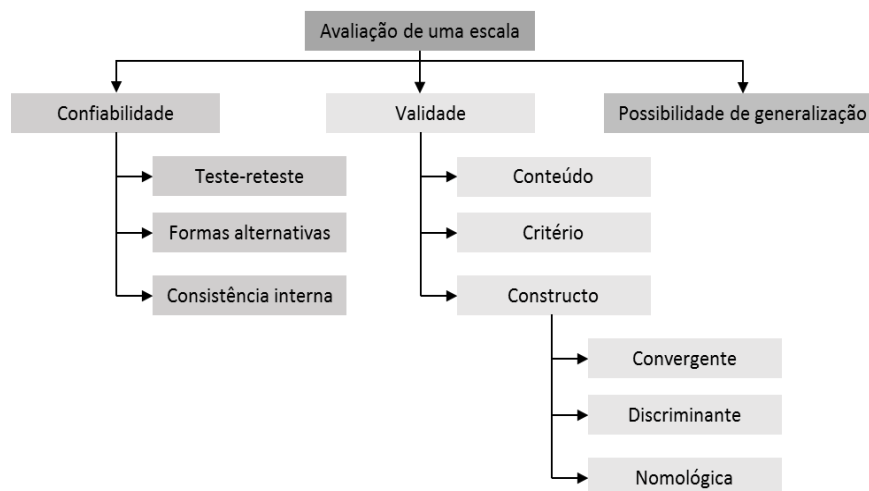 Avaliação de uma escala
Confiabilidade
Validade
Possibilidade de generalização
Teste-reteste
Formas alternativas
Consistência interna
Conteúdo
Critério
Constructo
Convergente
Discriminante
Nomológica